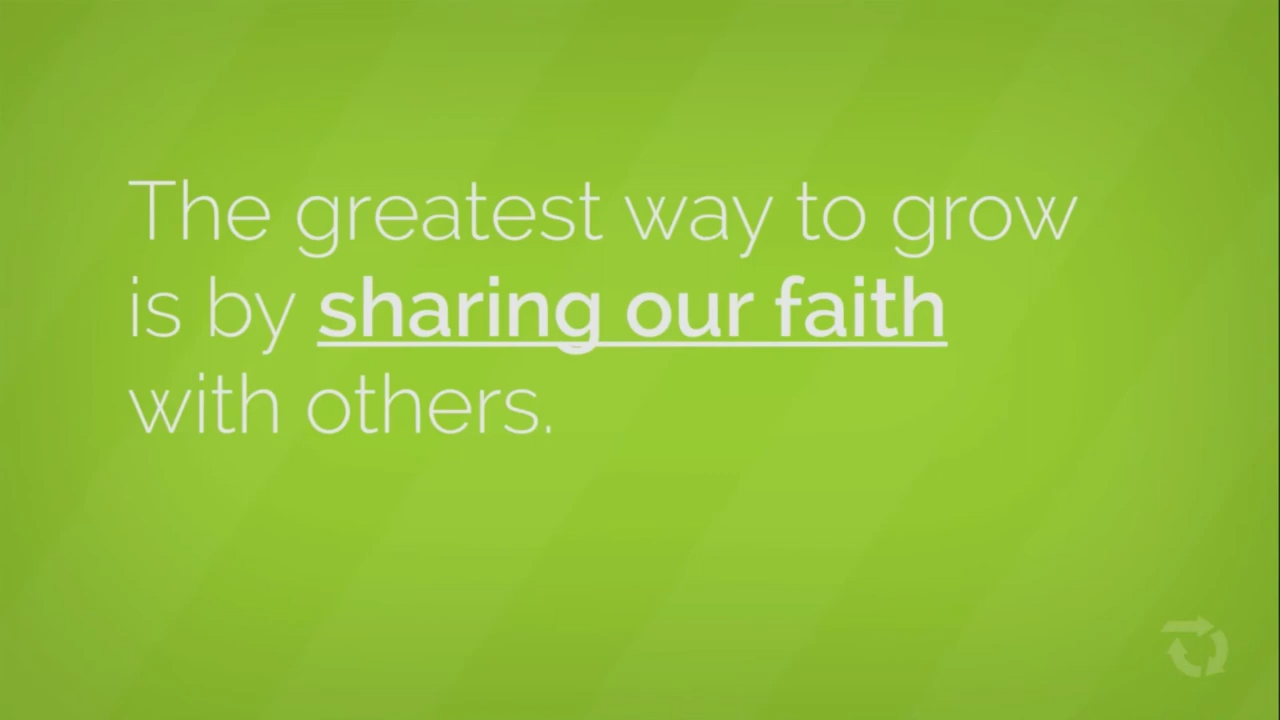 The greatest way to grow
is by sharing our faith
with others.